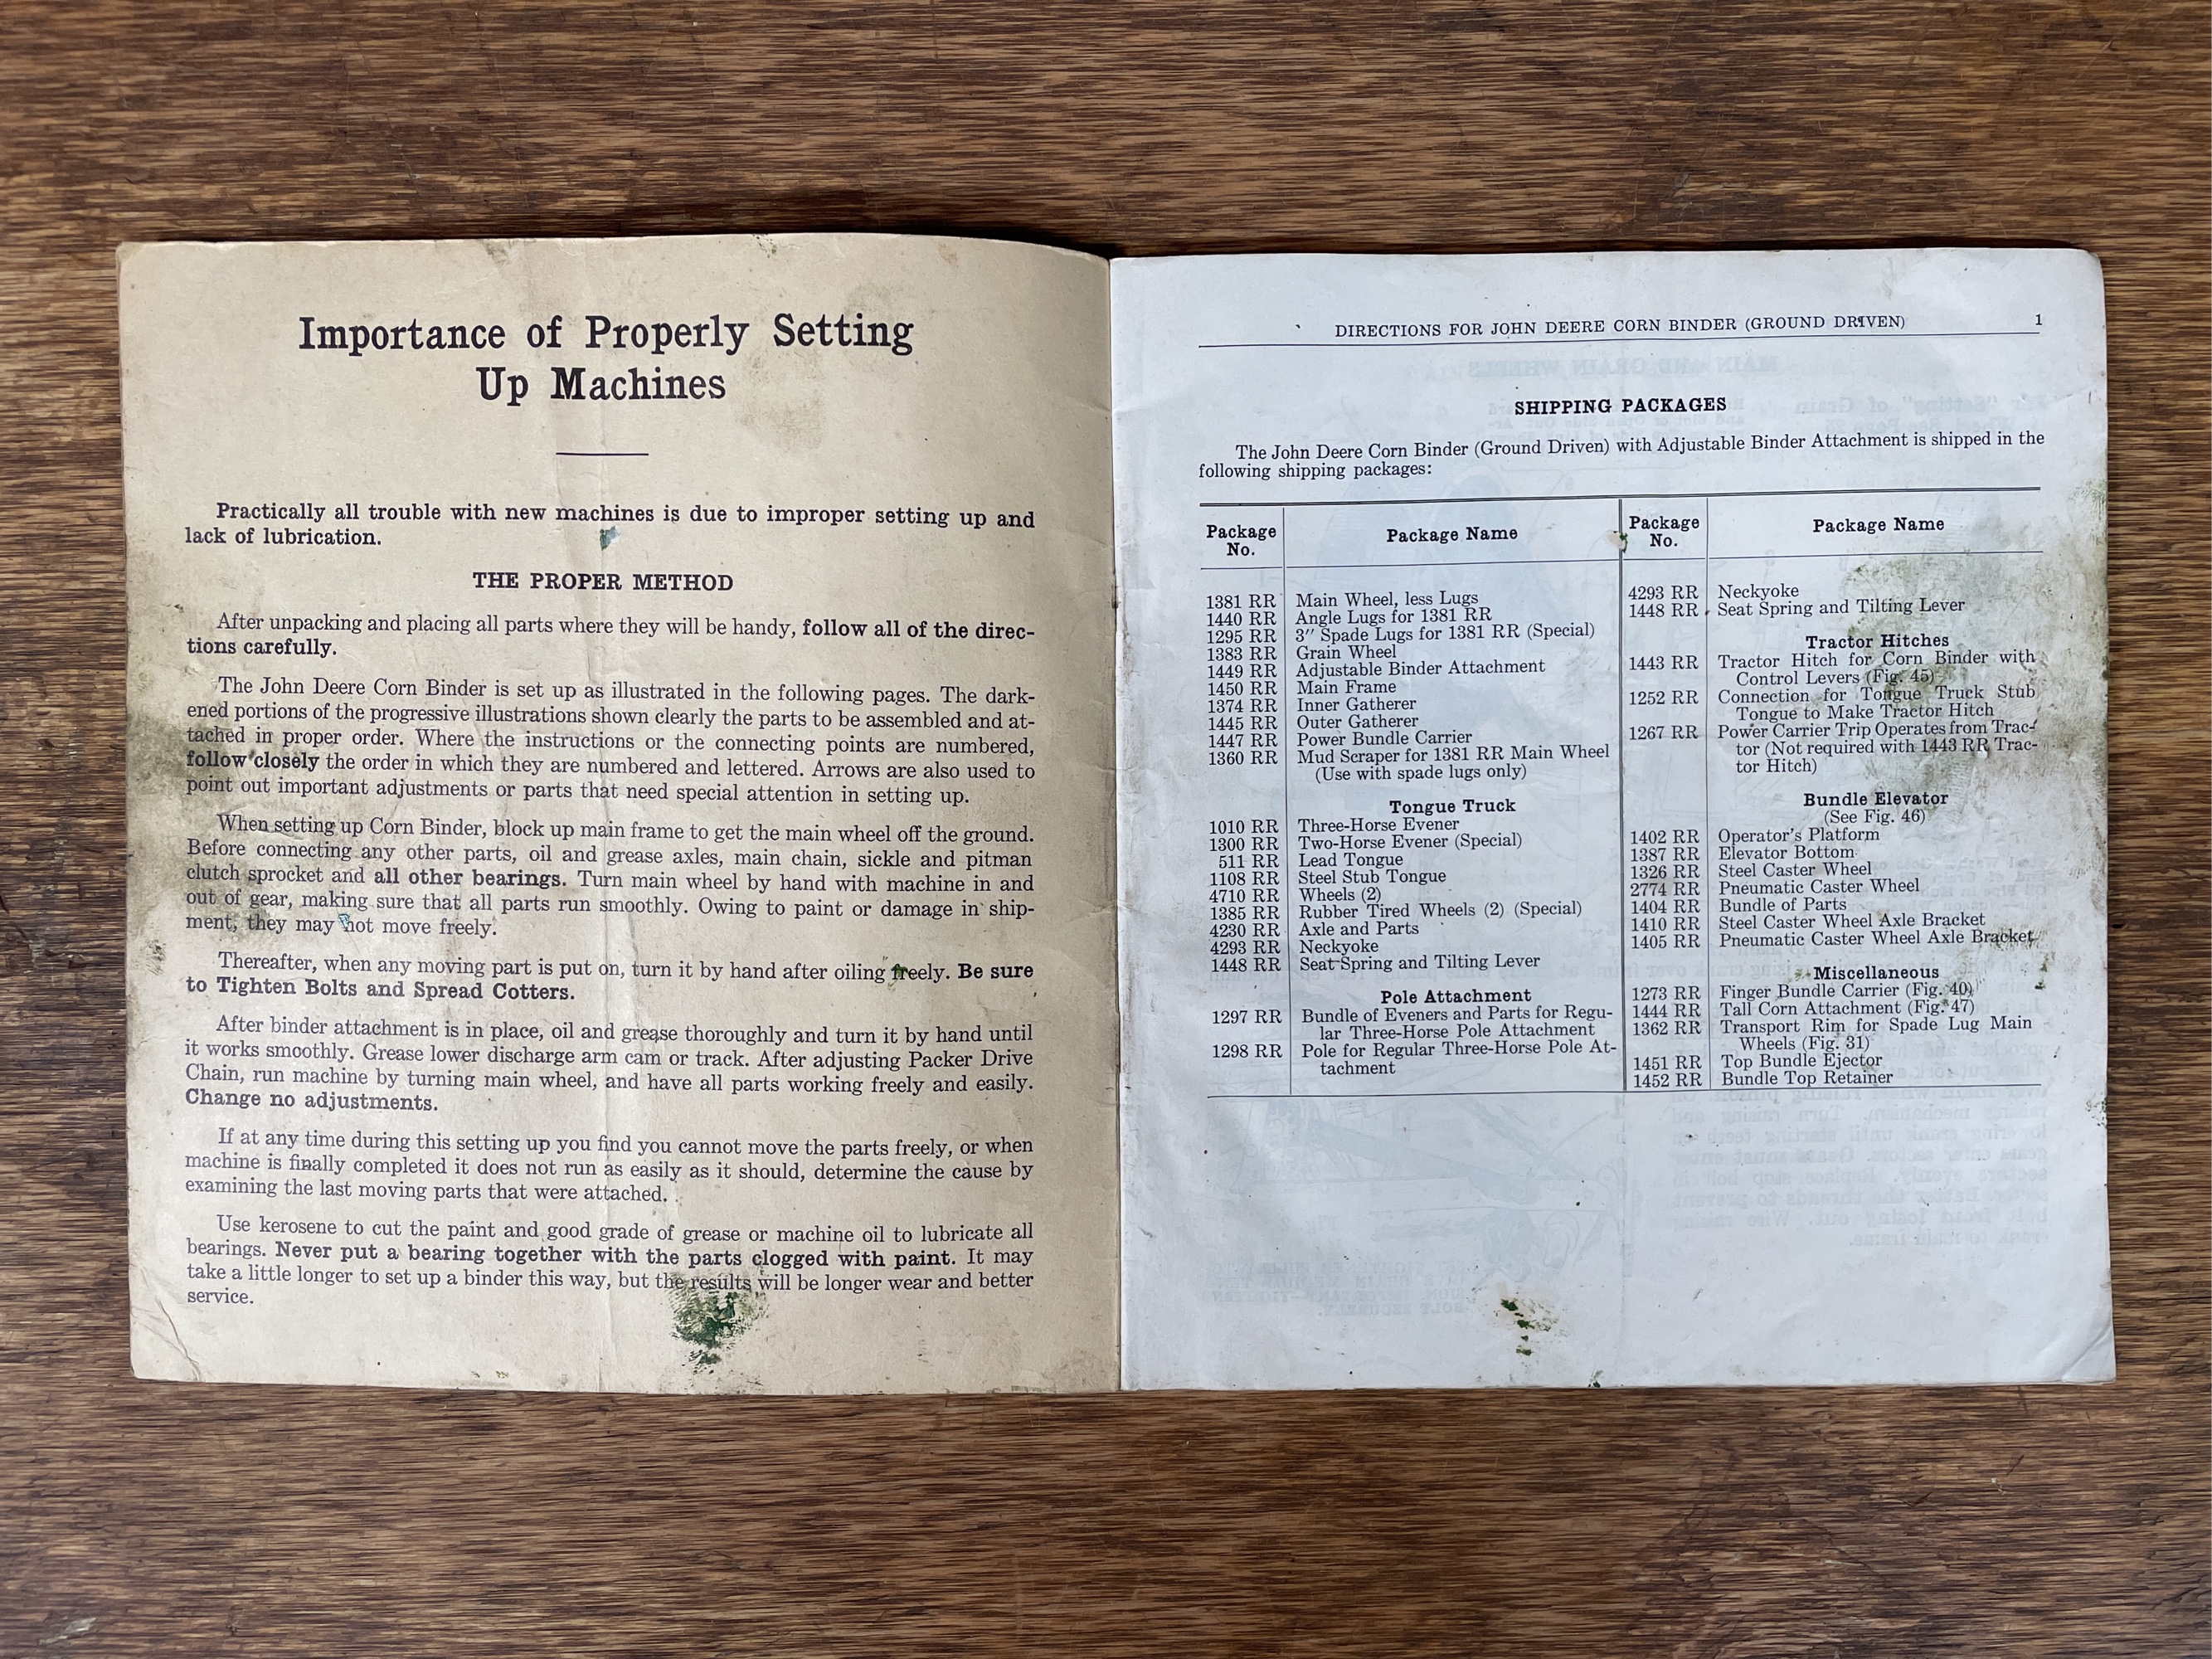 Importance of Properly Setting
Up Machines
Practically all trouble with new machines is due to improper setting up and
lack of lubrication.
THE PROPER METHOD
After unpacking and placing all parts where they will be handy, follow all of the direc-
tions carefully.
The John Deere Corn Binder is set up as illustrated in the following pages. The dark-
ened portions of the progressive illustrations shown clearly the parts to be assembled and at-
tached in proper order. Where the instructions or the connecting points are numbered,
follow closely the order in which they are numbered and lettered. Arrows are also used to
point out important adjustments or parts that need special attention in setting up.
When setting up Corn Binder, block up main frame to get the main wheel off the ground.
Before connecting any other parts, oil and grease axles, main chain, sickle and pitman
clutch sprocket and all other bearings. Turn main wheel by hand with machine in and
out of gear, making sure that all parts run smoothly. Owing to paint or damage in ship-
ment, they may not move freely.
Thereafter, when any moving part is put on, turn it by hand after oiling freely. Be sure
to Tighten Bolts and Spread Cotters.
After binder attachment is in place, oil and grease thoroughly and turn it by hand until
it works smoothly. Grease lower discharge arm cam or track. After adjusting Packer Drive
Chain, run machine by turning main wheel, and have all parts working freely and easily.
Change no adjustments.
If at any time during this setting up you find you cannot move the parts freely, or when
machine is finally completed it does not run as easily as it should, determine the cause by
examining the last moving parts that were attached.
Use kerosene to cut the paint and good grade of grease or machine oil to lubricate all
bearings. Never put a bearing together with the parts clogged with paint. It may
take a little longer to set up a binder this way, but the results will be longer wear and better
service.
DIRECTIONS FOR JOHN DEERE CORN BINDER (GROUND DRIVEN) 1
SHIPPING PACKAGES
The John Deere Corn Binder (Ground Driven) with Adjustable Binder Attachment is shipped in the
following shipping packages:
Package No. Package Name
1381 RR Main Wheel, less Lugs
1440 RR Angle Lugs for 1381 RR
1295 RR 3″ Spade Lugs for 1381 RR (Special)
1383 RR Grain Wheel
1449 RR Adjustable Binder Attachment
1450 RR Main Frame
1374 RR Inner Gatherer
1445 RR Outer Gatherer
1447 RR Power Bundle Carrier
1360 RR Mud Scraper for 1381 RR Main Wheel
(Use with spade lugs only)
Tongue Truck
1010 RR Three-Horse Evener
1300 RR Two-Horse Evener (Special)
511 RR Lead Tongue
1108 RR Steel Stub Tongue
4710 RR Wheels (2)
1385 RR Rubber Tired Wheels (2) (Special)
4230 RR Axle and Parts
4293 RR Neckyoke
1448 RR Seat Spring and Tilting Lever
Pole Attachment
1297 RR Bundle of Eveners and Parts for Regu-
lar Three-Horse Pole Attachment
1298 RR Pole for Regular Three-Horse Pole At-
tachment
Package No. Package Name
4293 RR Neckyoke
1448 RR Seat Spring and Tilting Lever
Tractor Hitches
1443 RR Tractor Hitch for Corn Binder with
Control Levers (Fig. 45)
1252 RR Connection for Tongue Truck Stub
Tongue to Make Tractor Hitch
1267 RR Power Carrier Trip Operates from Trac-
tor (Not required with 1443 RR Trac-
tor Hitch)
Bundle Elevator
(See Fig. 46)
1402 RR Operator's Platform
1387 RR Elevator Bottom
1326 RR Steel Caster Wheel
2774 RR Pneumatic Caster Wheel
1404 RR Bundle of Parts
1410 RR Steel Caster Wheel Axle Bracket
1405 RR Pneumatic Caster Wheel Axle Bracket
Miscellaneous
1273 RR Finger Bundle Carrier (Fig. 40)
1444 RR Tall Corn Attachment (Fig. 47)
1362 RR Transport Rim for Spade Lug Main
Wheels (Fig. 31)
1451 RR Top Bundle Ejector
1452 RR Bundle Top Retainer